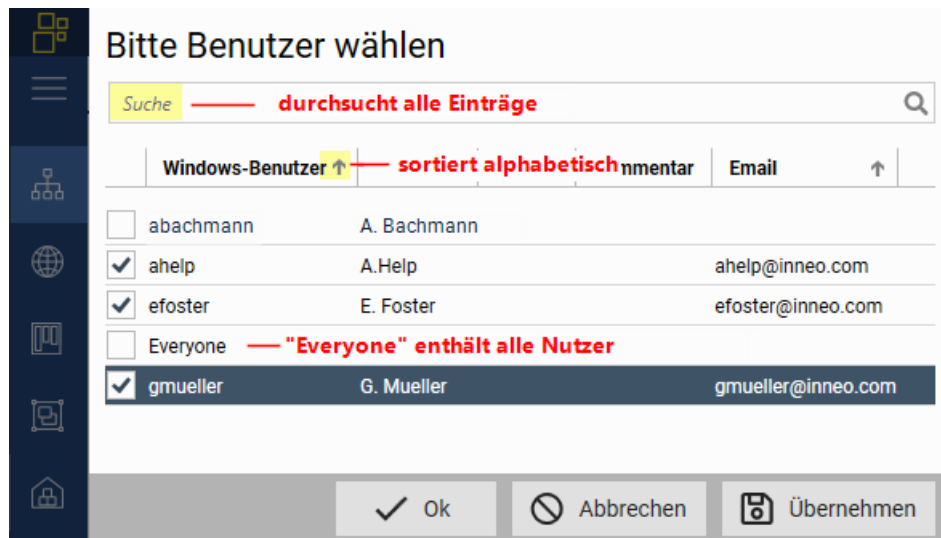 Bitte Benutzer wählen
Suche durchsucht alle Einträge
Windows-Benutzer sortiert alphabetisch mmentar Email
abachmann A. Bachmann
ahelp A.Help ahelp@inneo.com
efoster E. Foster efoster@inneo.com
Everyone "Everyone" enthält alle Nutzer
gmueller G. Mueller gmueller@inneo.com
Ok Abbrechen Übernehmen